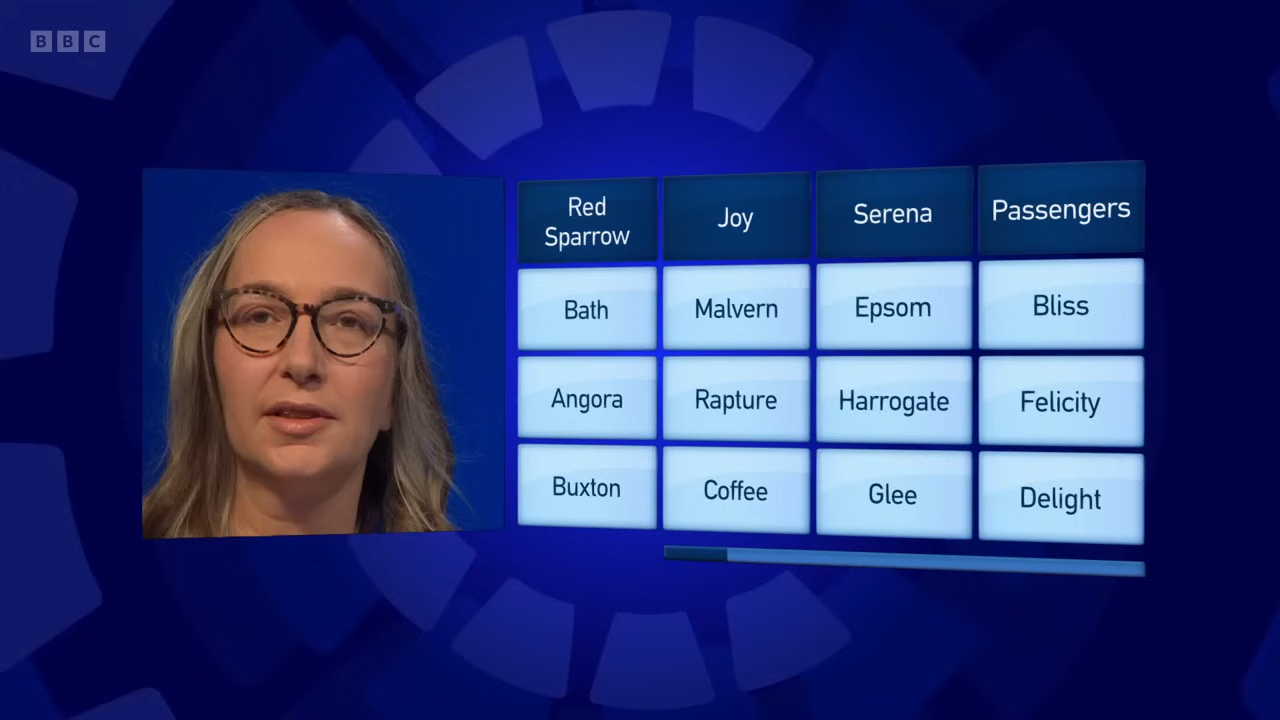 BBC
Red
Sparrow
Joy
Serena
Passengers
Bath
Malvern
Epsom
Bliss
Angora
Rapture
Harrogate
Felicity
Buxton
Coffee
Glee
Delight